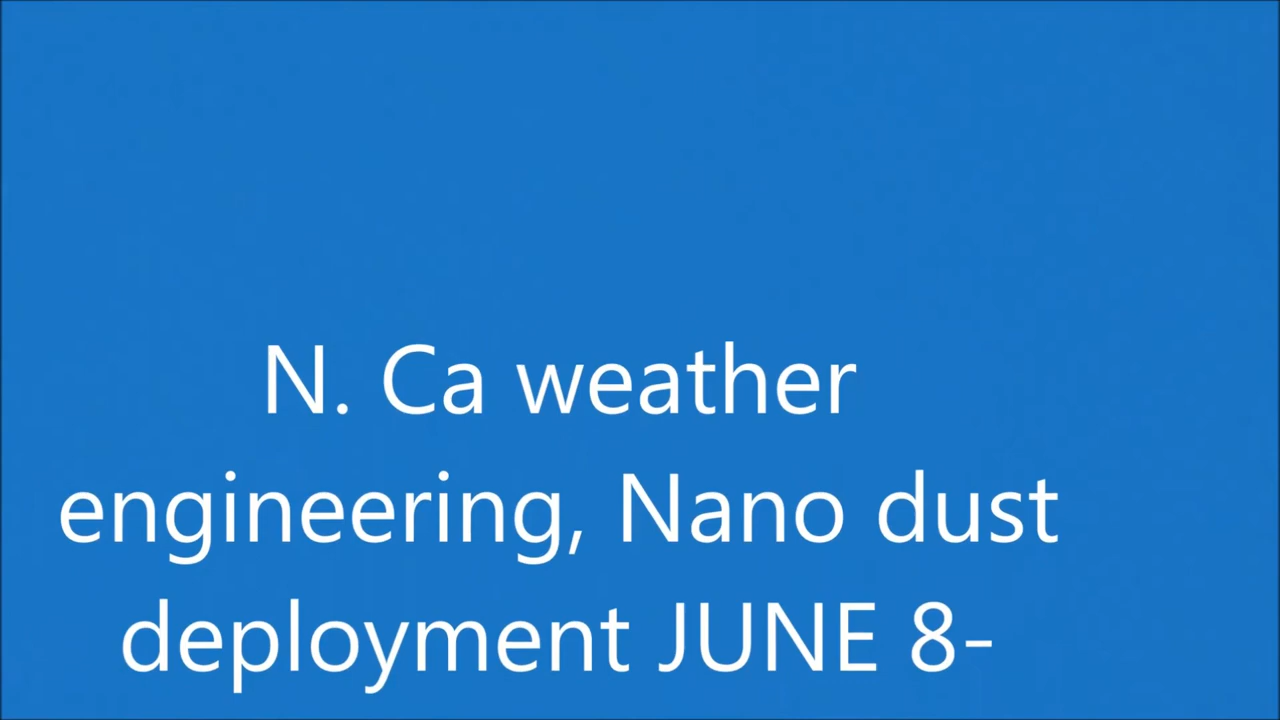 N. Ca weather
engineering, Nano dust
deployment JUNE 8-